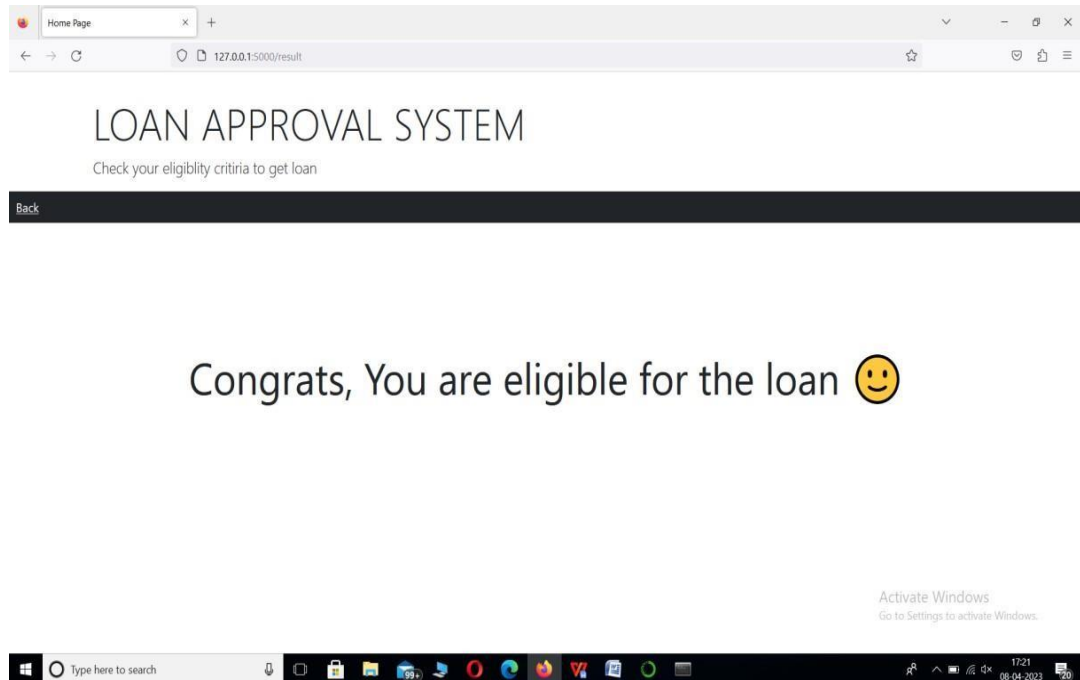 Home Page
127.0.0.1:5000/result
LOAN APPROVAL SYSTEM
Check your eligiblity critiria to get loan
Back
Congrats, You are eligible for the loan 🙂
Activate Windows
Go to Settings to activate Windows.
Type here to search
99+
17:21
08-04-2023
20